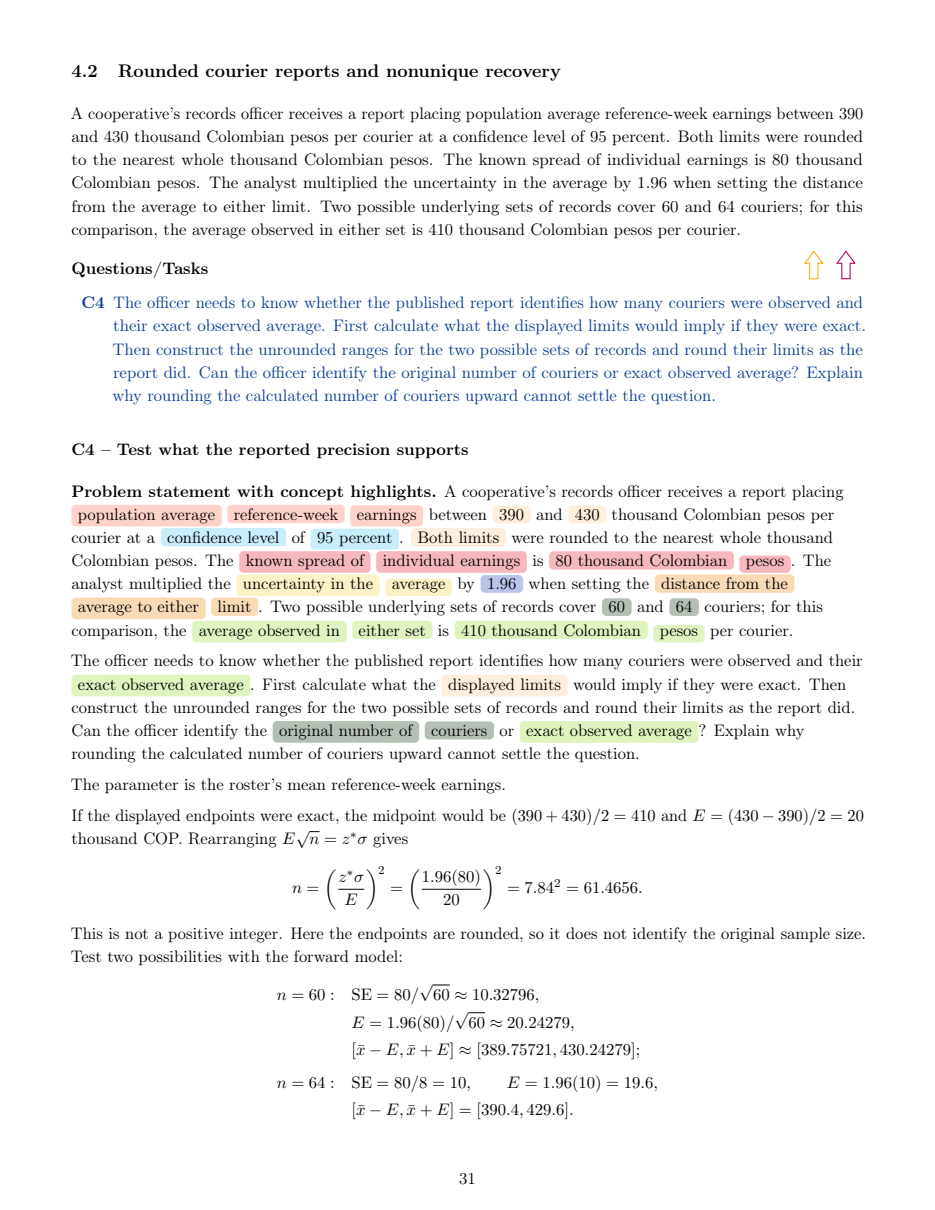 4.2 Rounded courier reports and nonunique recovery
A cooperative's records officer receives a report placing population average reference-week earnings between 390
and 430 thousand Colombian pesos per courier at a confidence level of 95 percent. Both limits were rounded
to the nearest whole thousand Colombian pesos. The known spread of individual earnings is 80 thousand
Colombian pesos. The analyst multiplied the uncertainty in the average by 1.96 when setting the distance
from the average to either limit. Two possible underlying sets of records cover 60 and 64 couriers; for this
comparison, the average observed in either set is 410 thousand Colombian pesos per courier.
Questions/Tasks
C4 The officer needs to know whether the published report identifies how many couriers were observed and
their exact observed average. First calculate what the displayed limits would imply if they were exact.
Then construct the unrounded ranges for the two possible sets of records and round their limits as the
report did. Can the officer identify the original number of couriers or exact observed average? Explain
why rounding the calculated number of couriers upward cannot settle the question.
C4 – Test what the reported precision supports
Problem statement with concept highlights. A cooperative's records officer receives a report placing
population average reference-week earnings between 390 and 430 thousand Colombian pesos per
courier at a confidence level of 95 percent. Both limits were rounded to the nearest whole thousand
Colombian pesos. The known spread of individual earnings is 80 thousand Colombian pesos. The
analyst multiplied the uncertainty in the average by 1.96 when setting the distance from the
average to either limit. Two possible underlying sets of records cover 60 and 64 couriers; for this
comparison, the average observed in either set is 410 thousand Colombian pesos per courier.
The officer needs to know whether the published report identifies how many couriers were observed and their
exact observed average. First calculate what the displayed limits would imply if they were exact. Then
construct the unrounded ranges for the two possible sets of records and round their limits as the report did.
Can the officer identify the original number of couriers or exact observed average? Explain why
rounding the calculated number of couriers upward cannot settle the question.
The parameter is the roster's mean reference-week earnings.
If the displayed endpoints were exact, the midpoint would be (390 + 430)/2 = 410 and E = (430 − 390)/2 = 20
thousand COP. Rearranging E√n = z*σ gives
n = (z*σ/E)² = (1.96(80)/20)² = 7.84² = 61.4656.
This is not a positive integer. Here the endpoints are rounded, so it does not identify the original sample size.
Test two possibilities with the forward model:
n = 60 : SE = 80/√60 ≈ 10.32796,
E = 1.96(80)/√60 ≈ 20.24279,
[x̄ − E, x̄ + E] ≈ [389.75721, 430.24279];
n = 64 : SE = 80/8 = 10, E = 1.96(10) = 19.6,
[x̄ − E, x̄ + E] = [390.4, 429.6].
31